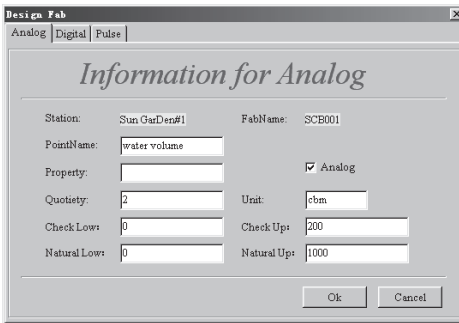 Design Fab
Analog Digital Pulse
Information for Analog
Station: Sun GarDen#1 FabName: SCB001
PointName: water volume
Property: Analog
Quotiety: 2 Unit: cbm
Check Low: 0 Check Up: 200
Natural Low: 0 Natural Up: 1000
Ok Cancel